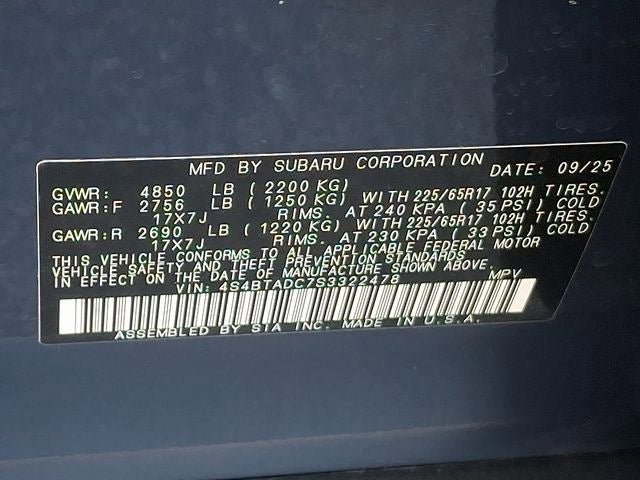 MFD BY SUBARU CORPORATION DATE: 09/25
GVWR: 4850 LB (2200 KG)
GAWR:F 2756 LB (1250 KG) WITH 225/65R17 102H TIRES.
17X7J RIMS. AT 240 KPA (35 PSI) COLD
GAWR:R 2690 LB (1220 KG) WITH 225/65R17 102H TIRES.
17X7J RIMS. AT 230 KPA (33 PSI) COLD
THIS VEHICLE CONFORMS TO ALL APPLICABLE FEDERAL MOTOR
VEHICLE SAFETY AND THEFT PREVENTION STANDARDS
IN EFFECT ON THE DATE OF MANUFACTURE SHOWN ABOVE.
VIN: 4S4BTADC7S3322478 MPV
ASSEMBLED BY SIA INC. MADE IN U.S.A.